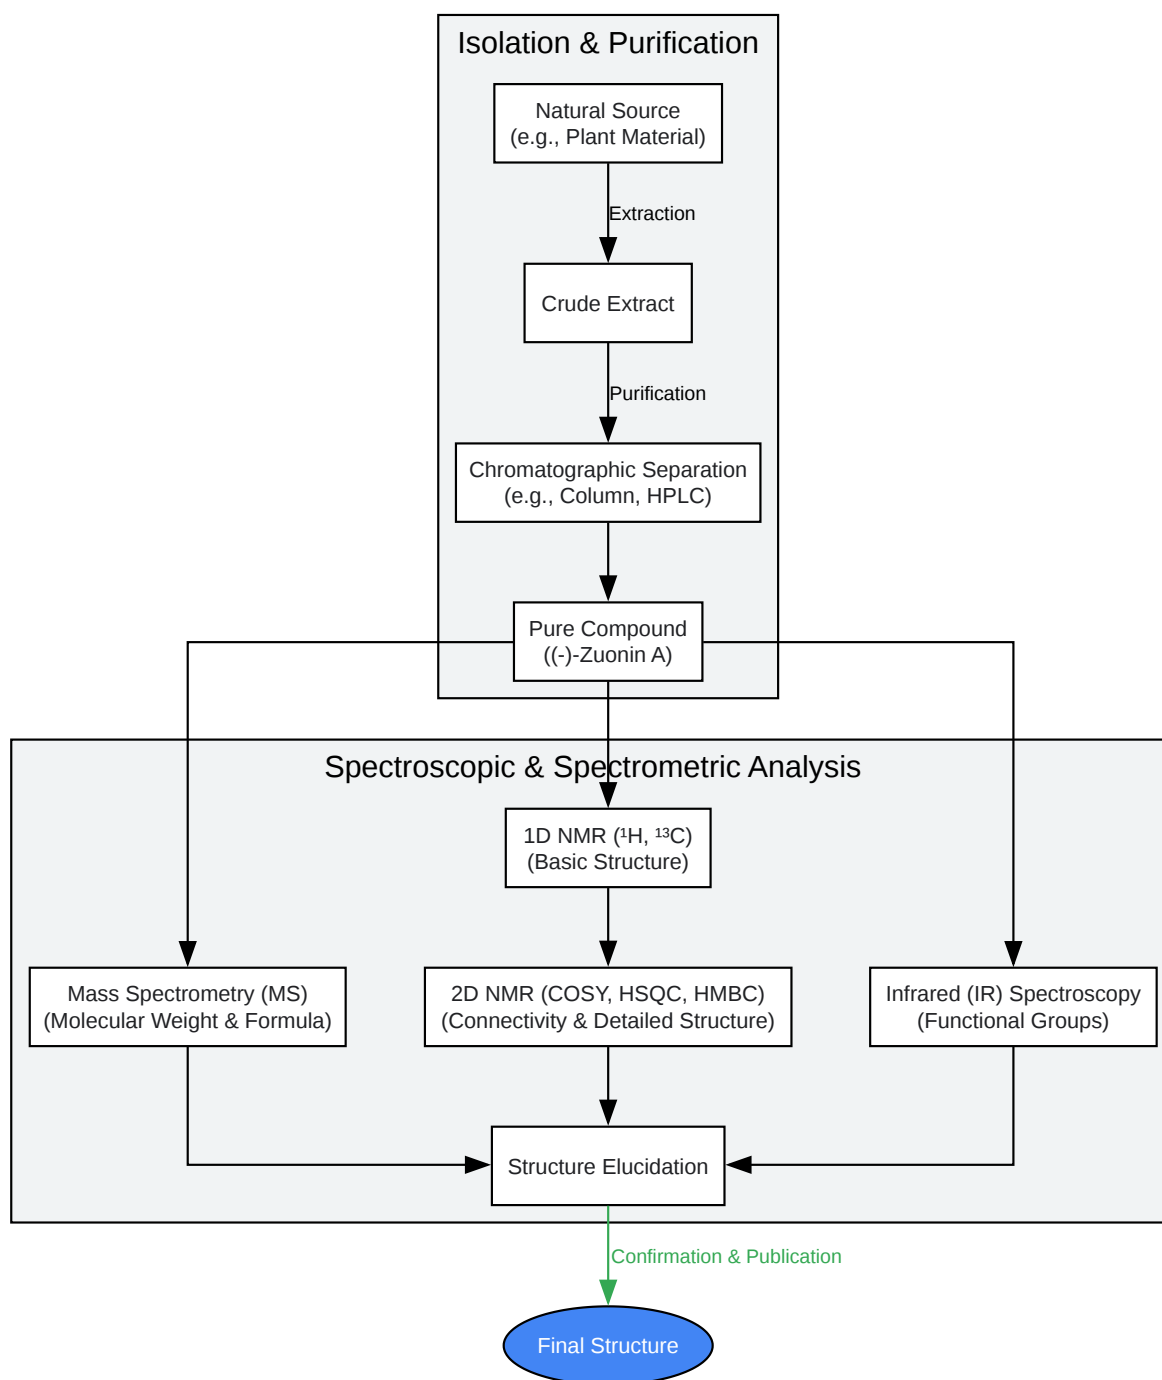 Isolation & Purification
Natural Source
(e.g., Plant Material)
Extraction
Crude Extract
Purification
Chromatographic Separation
(e.g., Column, HPLC)
Pure Compound
((-)-Zuonin A)
Spectroscopic & Spectrometric Analysis
1D NMR (¹H, ¹³C)
(Basic Structure)
Mass Spectrometry (MS)
(Molecular Weight & Formula)
2D NMR (COSY, HSQC, HMBC)
(Connectivity & Detailed Structure)
Infrared (IR) Spectroscopy
(Functional Groups)
Structure Elucidation
Confirmation & Publication
Final Structure